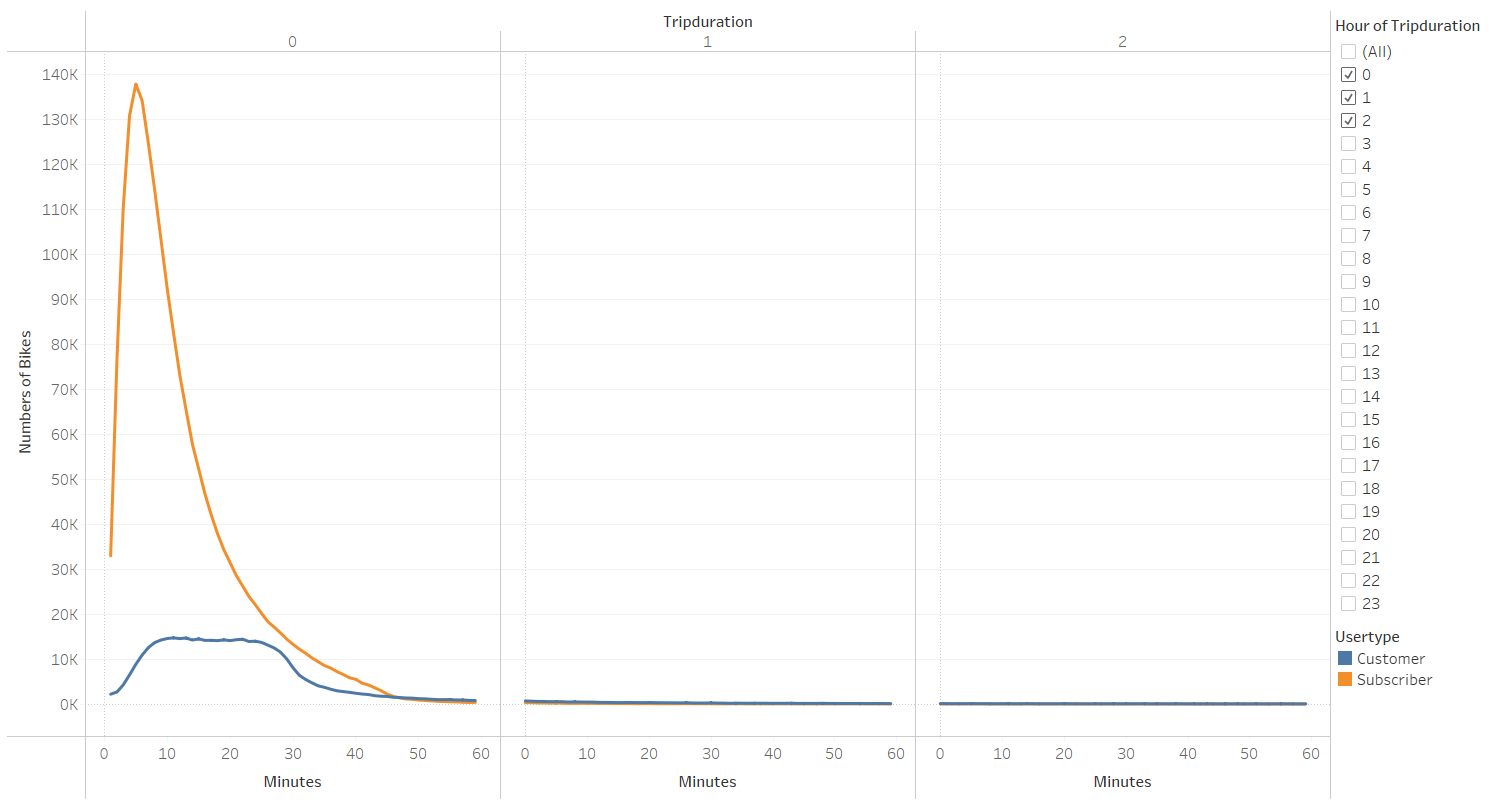 Tripduration
0 1 2
Numbers of Bikes
140K
130K
120K
110K
100K
90K
80K
70K
60K
50K
40K
30K
20K
10K
0K
0 10 20 30 40 50 60
Minutes
0 10 20 30 40 50 60
Minutes
0 10 20 30 40 50 60
Minutes
Hour of Tripduration
(All)
0
1
2
3
4
5
6
7
8
9
10
11
12
13
14
15
16
17
18
19
20
21
22
23
Usertype
Customer
Subscriber